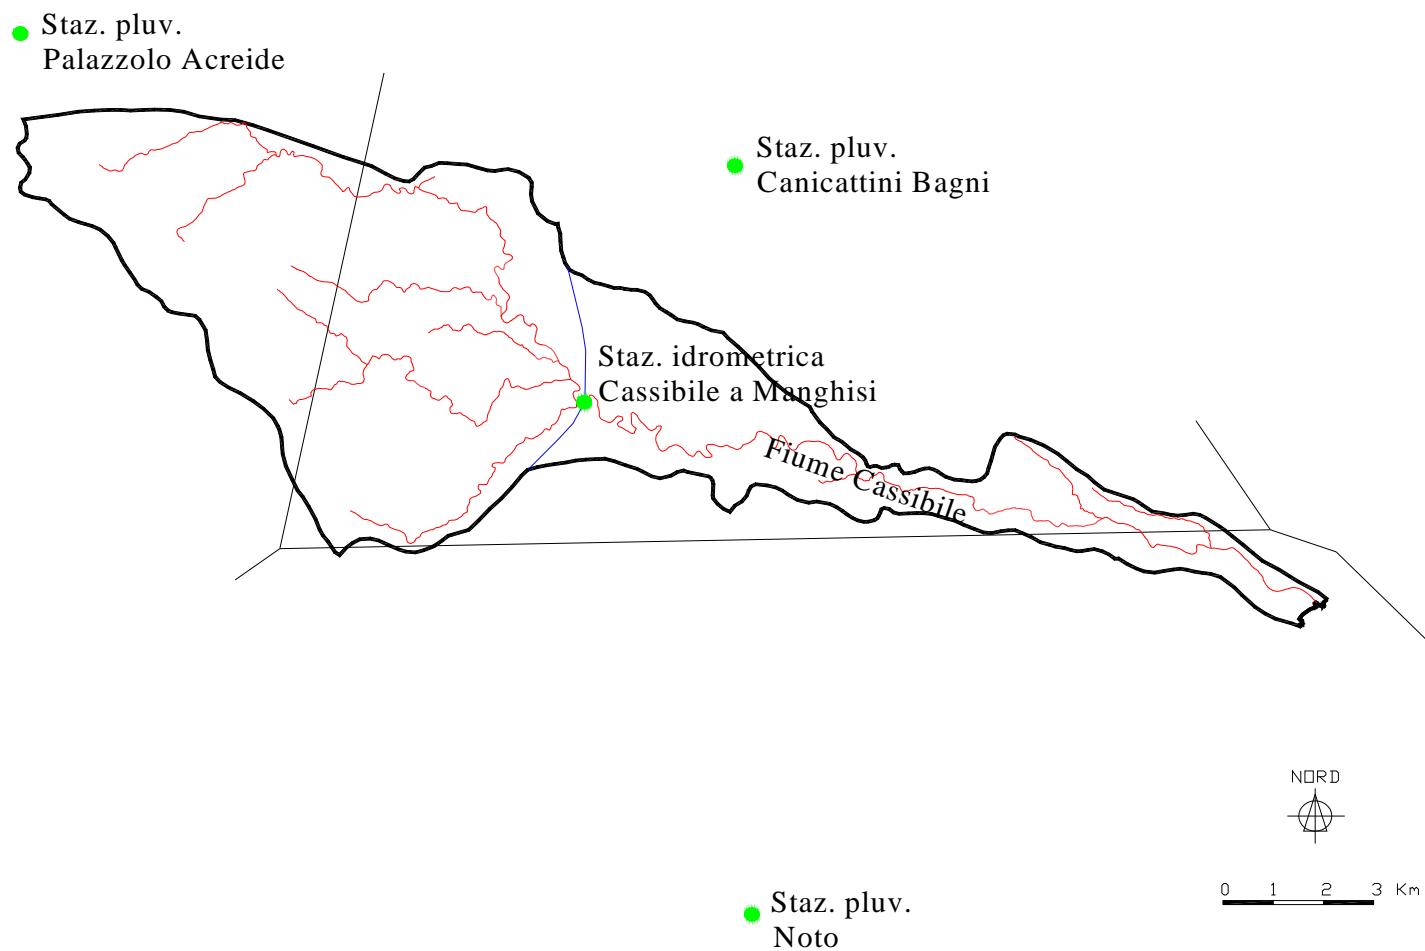 Staz. pluv.
Palazzolo Acreide
Staz. pluv.
Canicattini Bagni
Staz. idrometrica
Cassibile a Manghisi
Fiume Cassibile
NORD
0 1 2 3 Km
Staz. pluv.
Noto